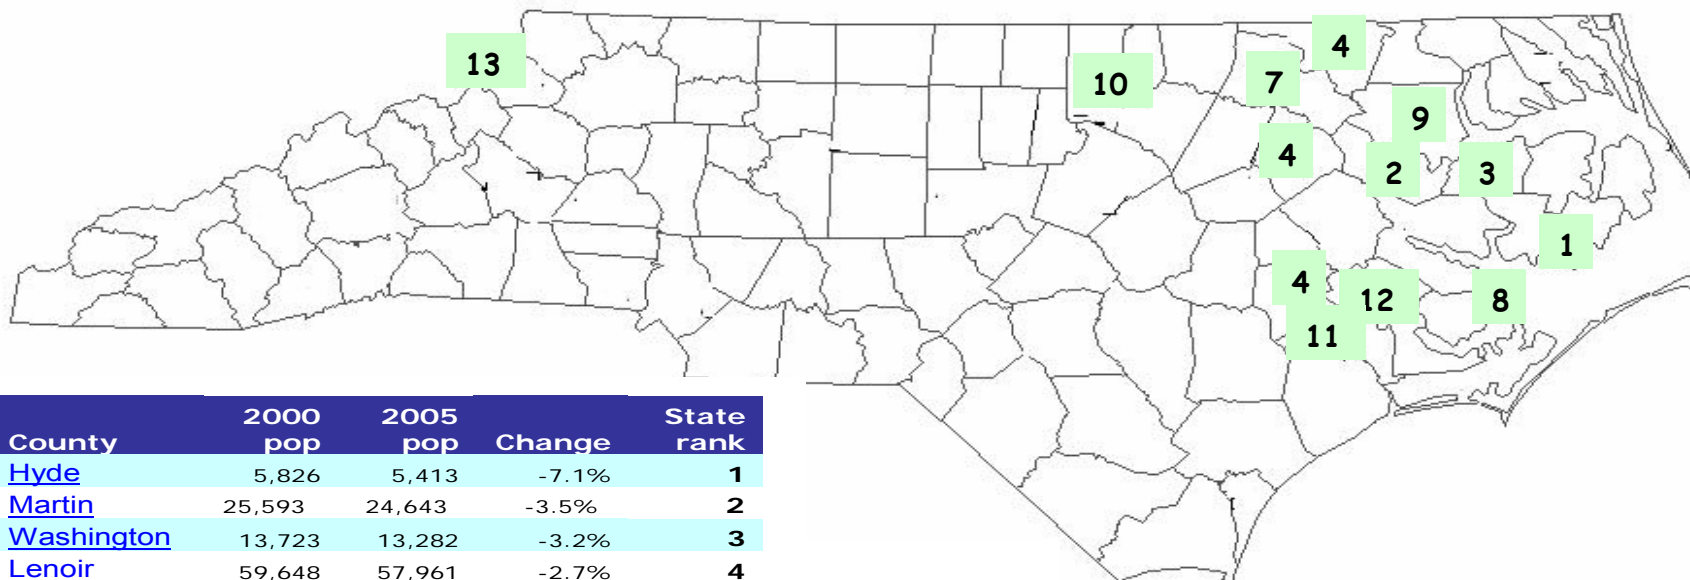 4
13
7
10
9
4
2
3
1
4
12
8
11
County 2000 pop 2005 pop Change State rank
Hyde 5,826 5,413 -7.1% 1
Martin 25,593 24,643 -3.5% 2
Washington 13,723 13,282 -3.2% 3
Lenoir 59,648 57,961 -2.7% 4